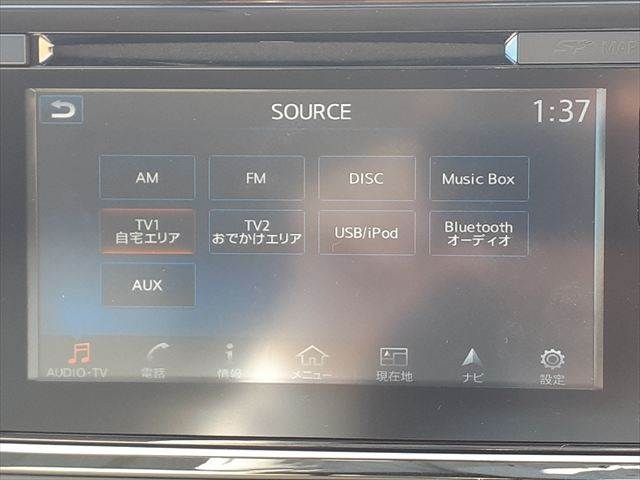 MAP
SOURCE
1:37
AM
FM
DISC
Music Box
TV1
自宅エリア
TV2
おでかけエリア
USB/iPod
Bluetooth
オーディオ
AUX
AUDIO・TV
電話
情報
メニュー
現在地
ナビ
設定